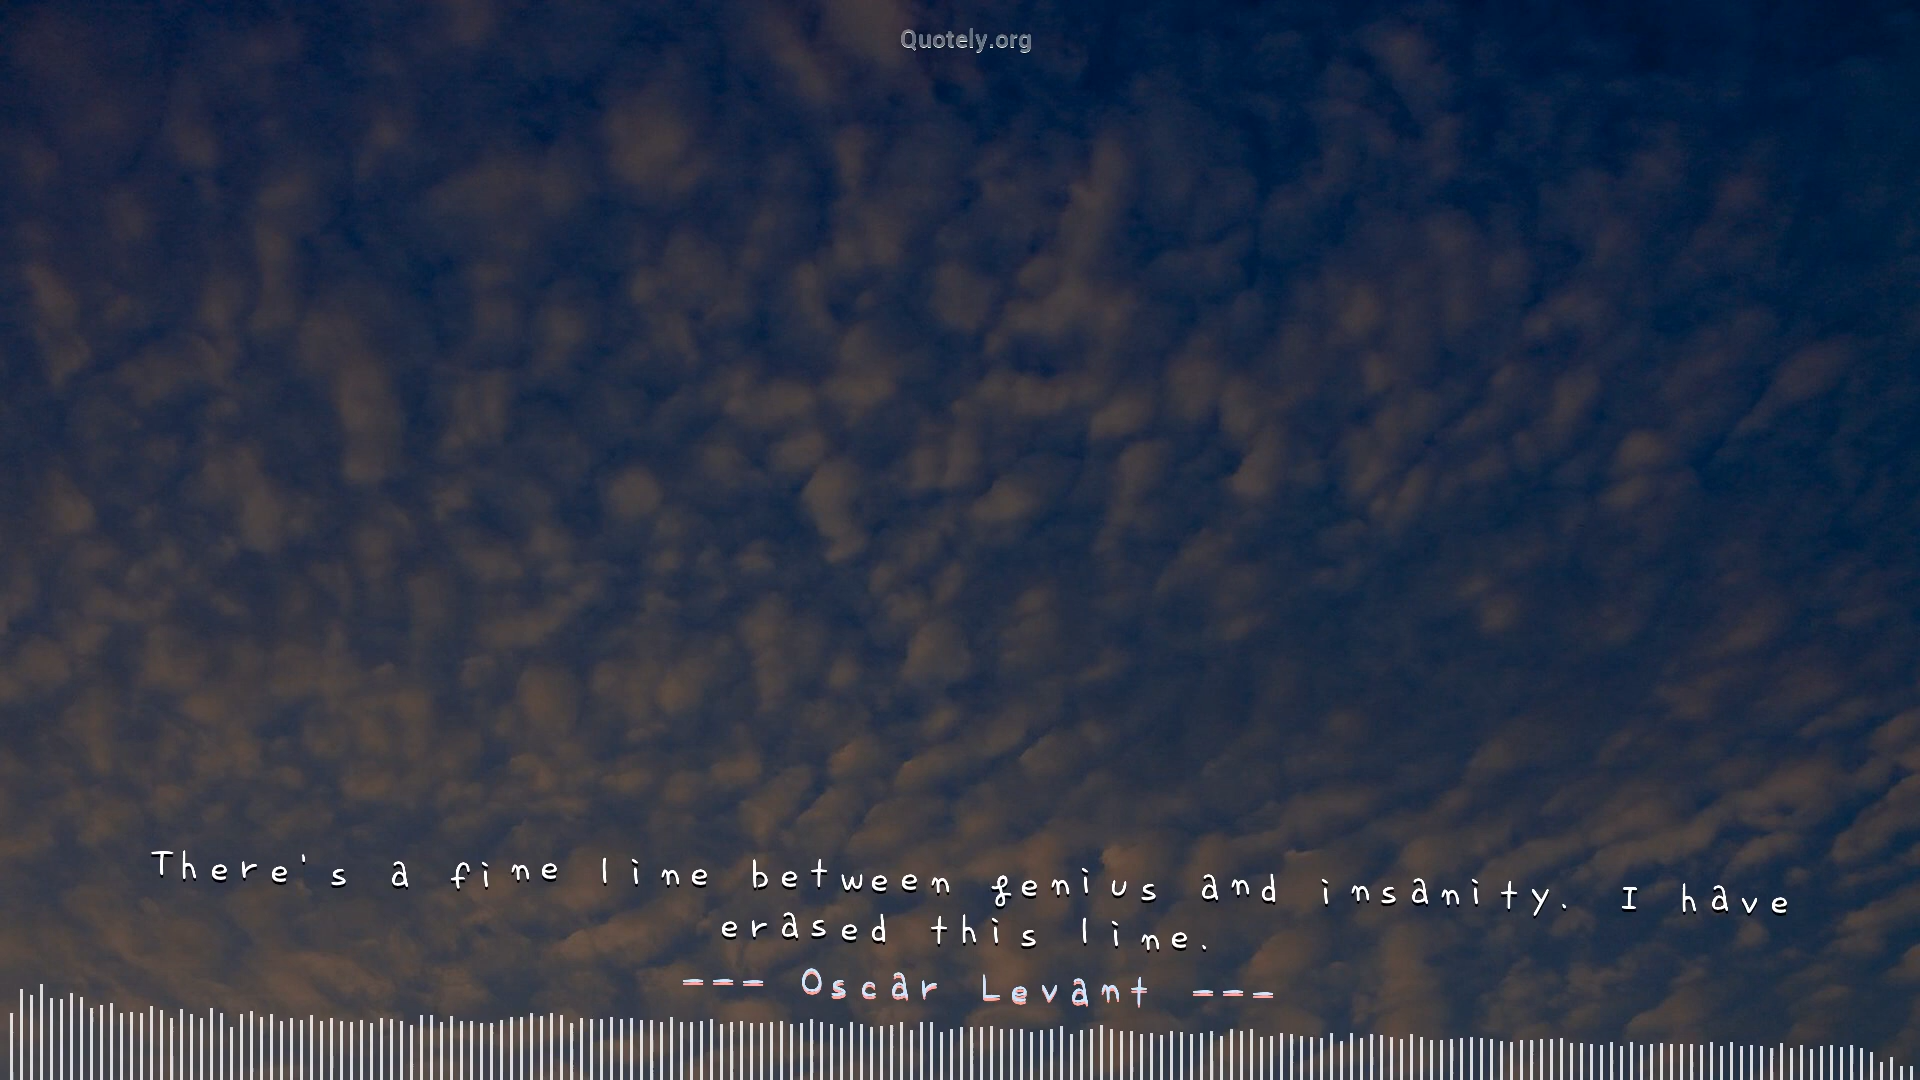 Quotely.org
There's a fine line between genius and insanity. I have
erased this line.
--- Oscar Levant ---